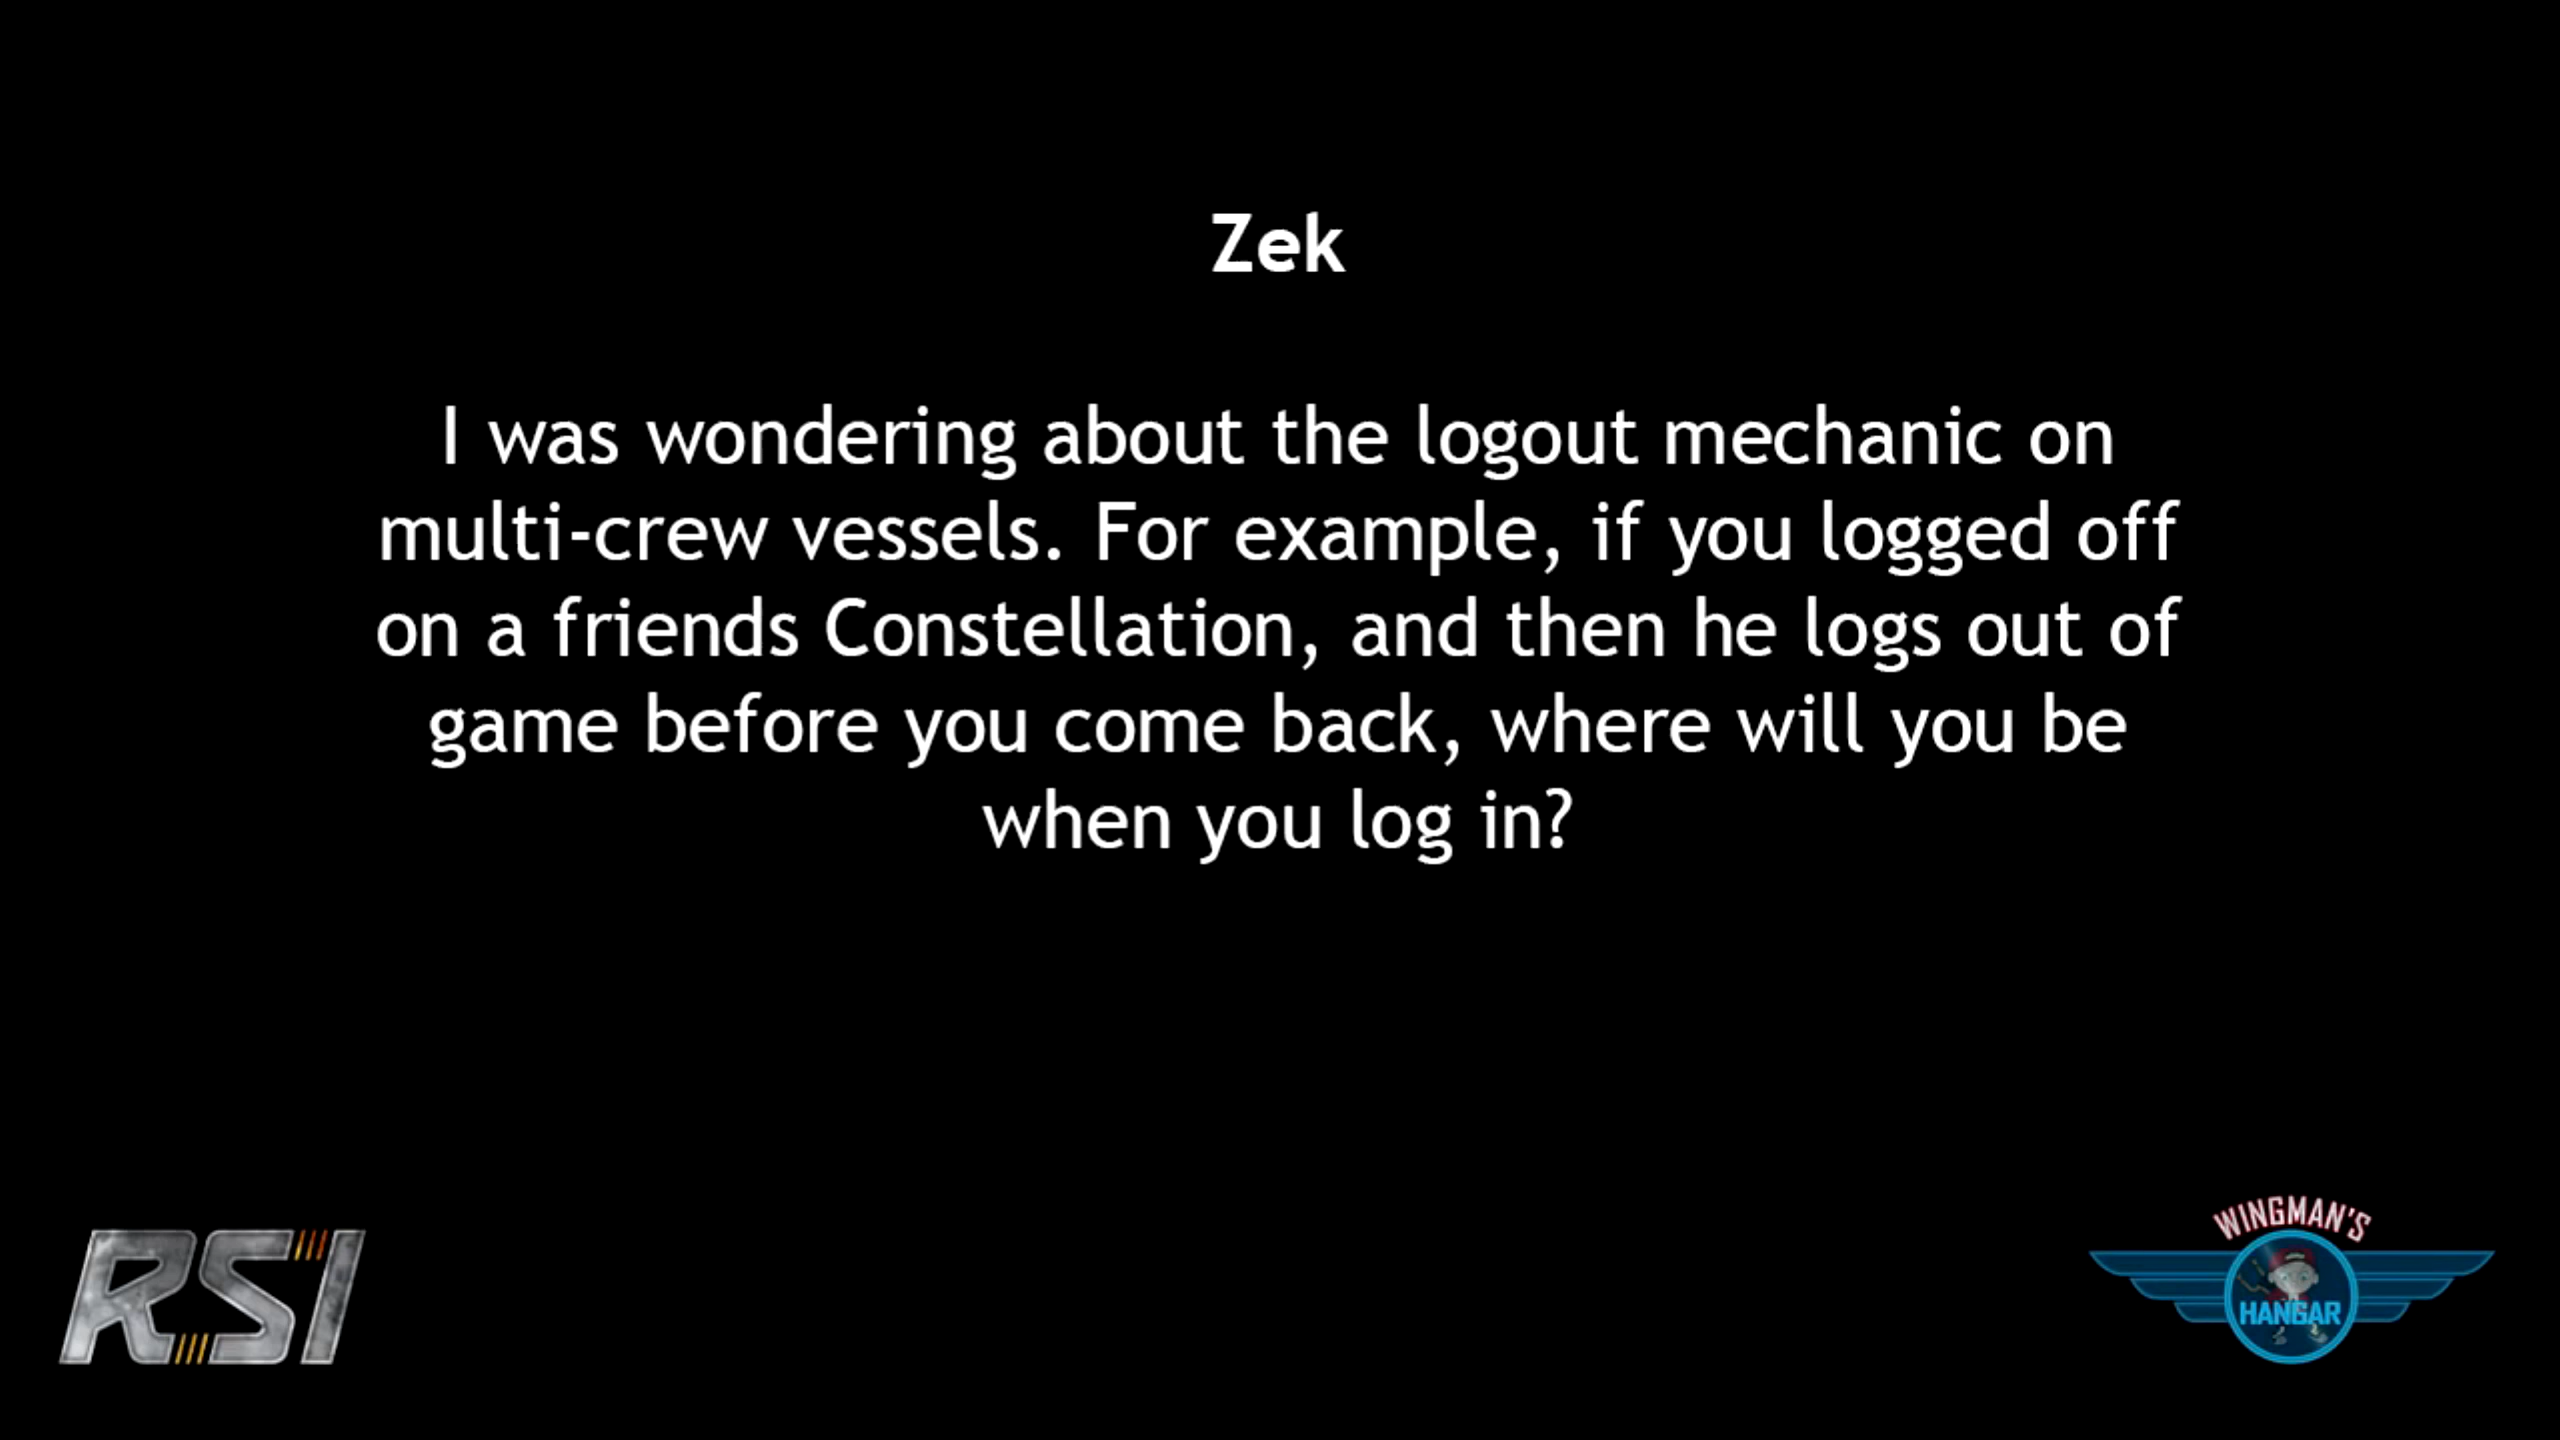 Zek
I was wondering about the logout mechanic on
multi-crew vessels. For example, if you logged off
on a friends Constellation, and then he logs out of
game before you come back, where will you be
when you log in?
RSI
WINGMAN'S
HANGAR